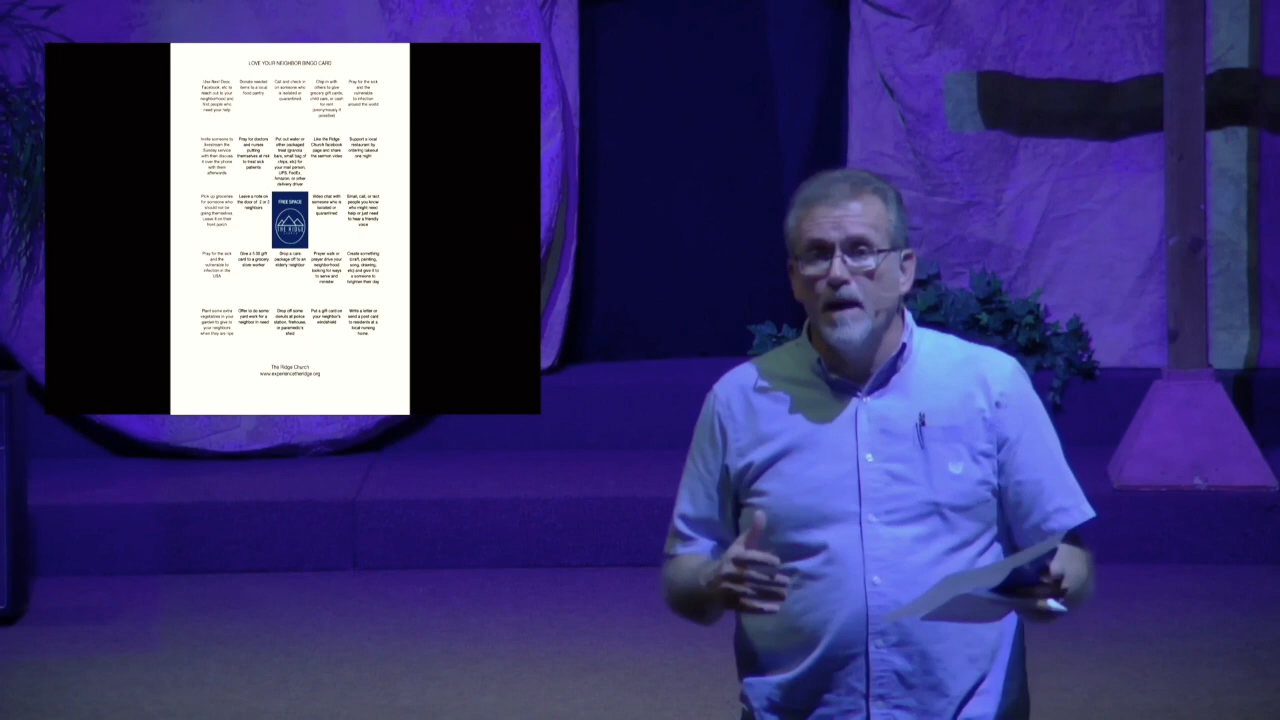 LOVE YOUR NEIGHBOR BINGO CARD
Use Next Door,
Facebook, etc to
reach out to your
neighborhood and
find people who
need your help
Donate needed
items to a local
food pantry
Call and check in
on someone who
is isolated or
quarantined
Chip in with
others to give
grocery gift cards,
child care, or cash
for rent
(anonymously if
possible)
Pray for the sick
and the
vulnerable
to infection
around the world
Invite someone to
livestream the
Sunday service
with then discuss
it over the phone
with them
afterwards
Pray for doctors
and nurses
putting
themselves at risk
to treat sick
patients
Put out water or
other packaged
treat (granola
bars, small bag of
chips, etc) for
your mail person,
UPS, FedEx,
Amazon, or other
delivery driver
Like the Ridge
Church Facebook
page and share
the sermon video
Support a local
restaurant by
ordering takeout
one night
Pick up groceries
for someone who
should not be
going themselves
Leave it on their
front porch
Leave a note on
the door of 2 or 3
neighbors
FREE SPACE
THE RIDGE
Video chat with
someone who is
isolated or
quarantined
Email, call, or text
people you know
who might need
help or just need
to hear a friendly
voice
Pray for the sick
and the
vulnerable to
infection in the
USA
Give a 5.00 gift
card to a grocery
store worker
Drop a care
package off to an
elderly neighbor
Prayer walk or
prayer drive your
neighborhood
looking for ways
to serve and
minister
Create something
(craft, painting,
song, drawing,
etc) and give it to
a someone to
brighten their day
Plant some extra
vegetables in your
garden to give to
your neighbors
when they are ripe
Offer to do some
yard work for a
neighbor in need
Drop off some
donuts at police
station, firehouse,
or paramedic's
shed
Put a gift card on
your neighbor's
windshield
Write a letter or
send a post card
to residents at a
local nursing
home
The Ridge Church
www.experiencetheridge.org